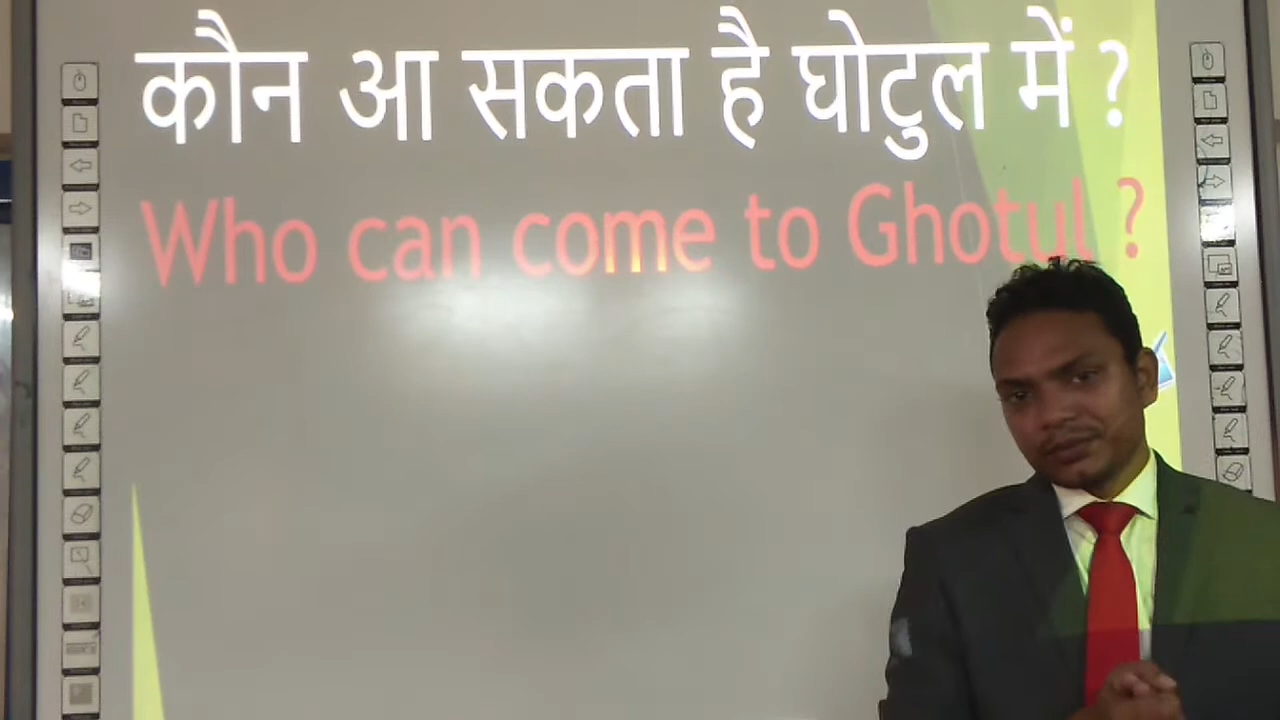 कौन आ सकता है घोटुल में ?
Who can come to Ghotul ?